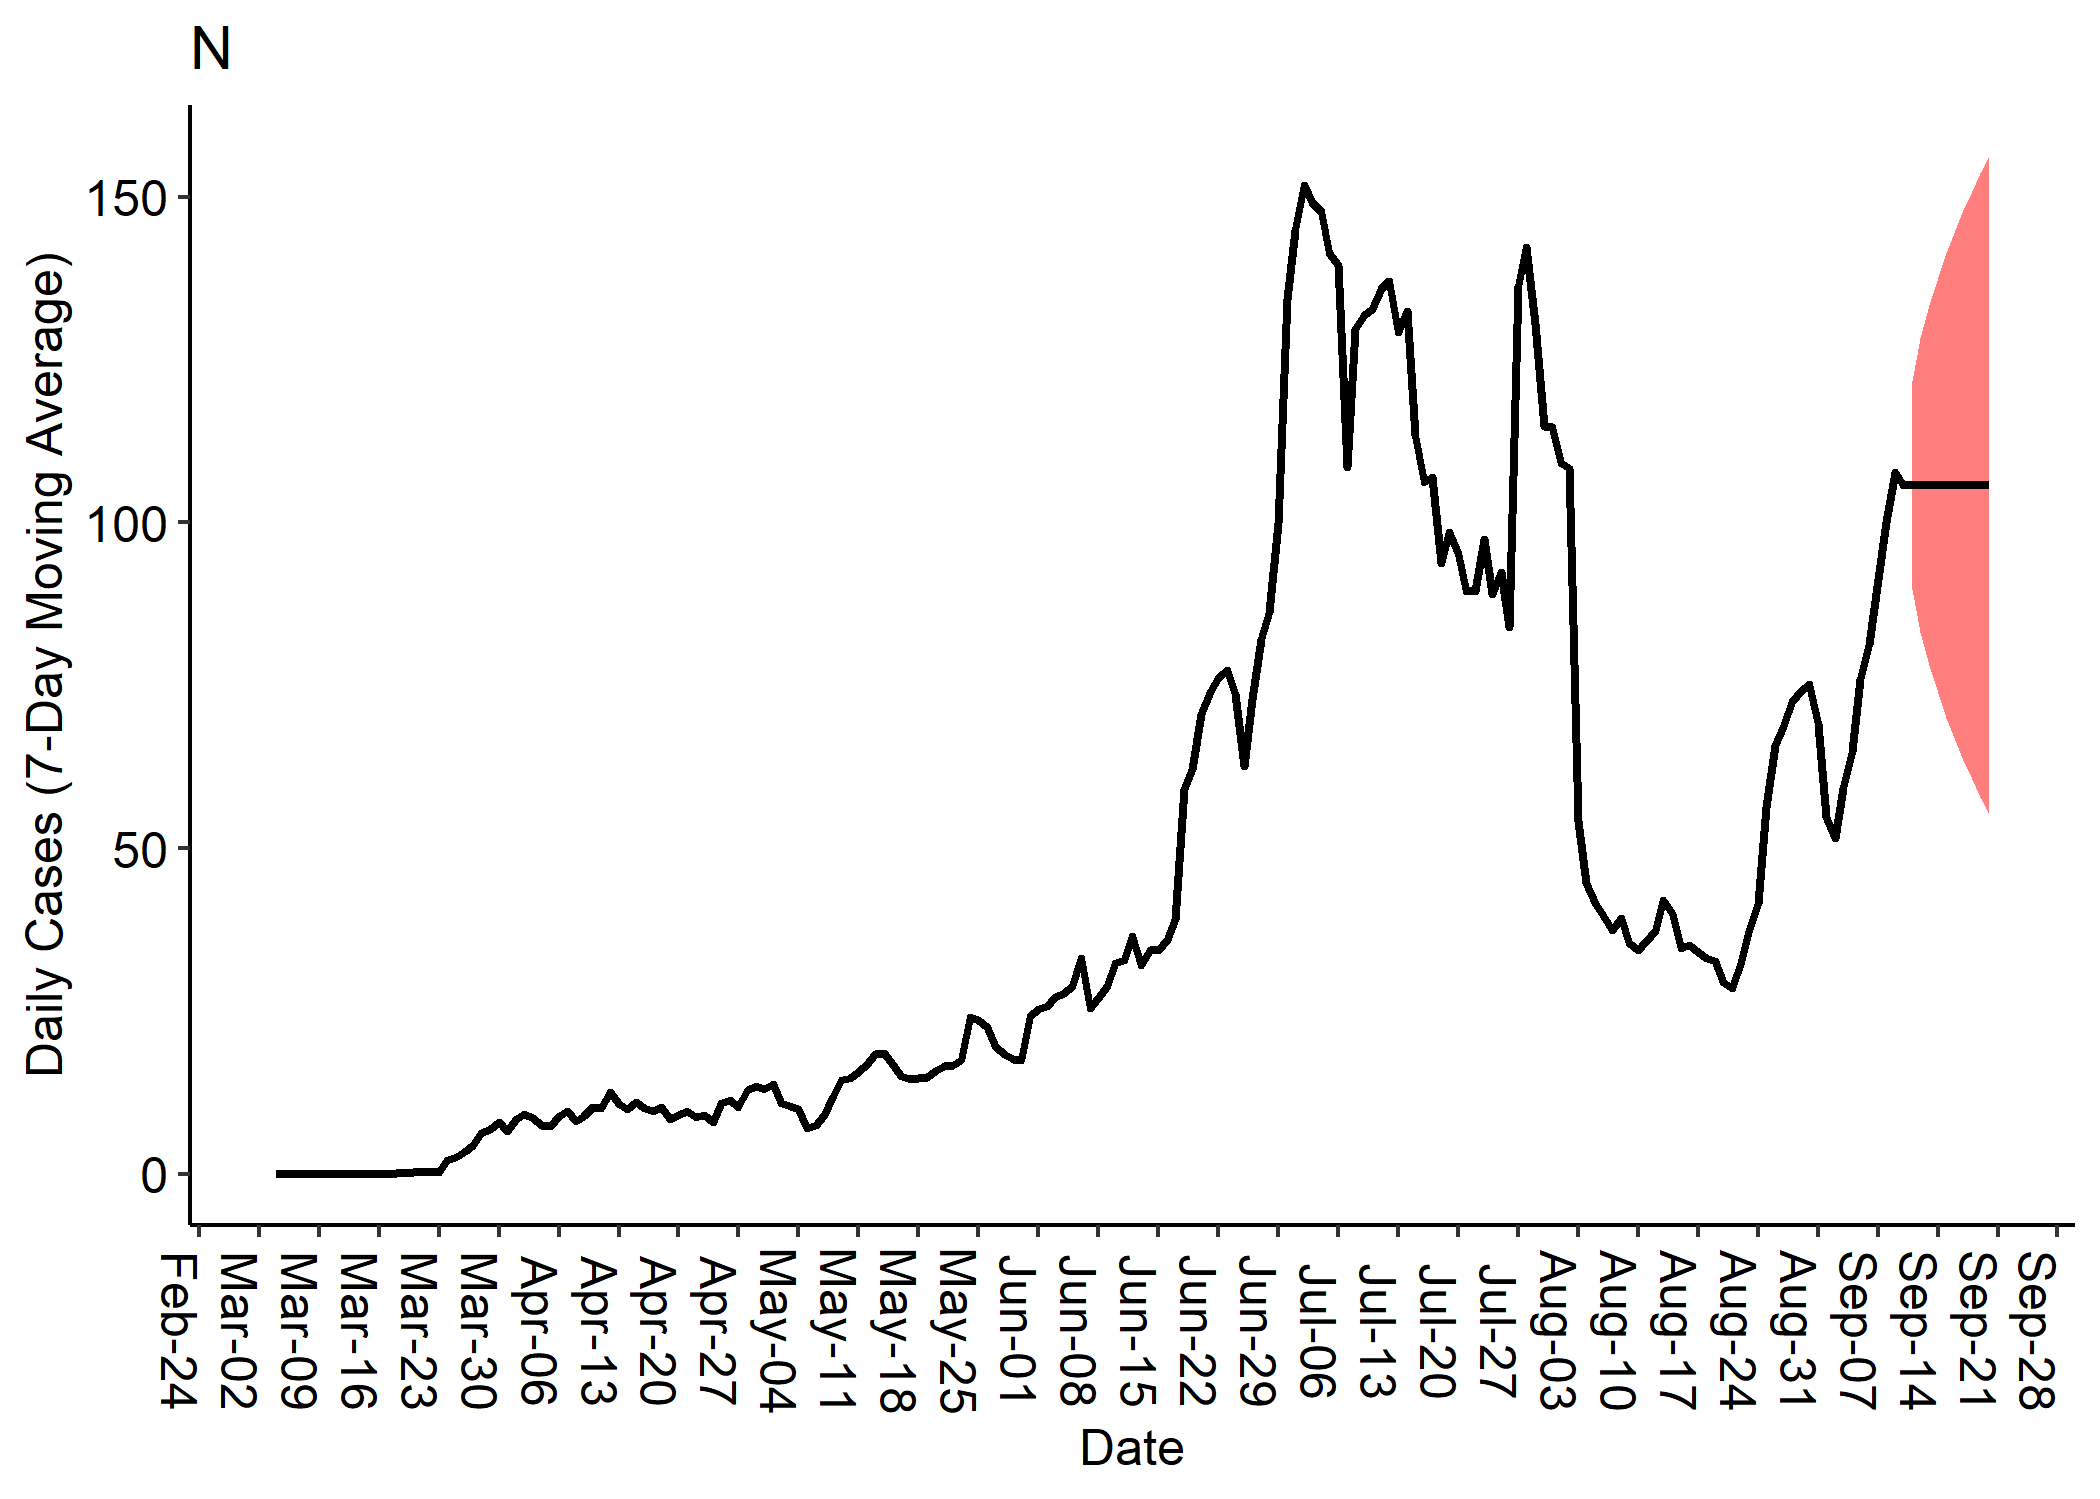 N
Daily Cases (7-Day Moving Average)
150
100
50
0
Feb-24
Mar-02
Mar-09
Mar-16
Mar-23
Mar-30
Apr-06
Apr-13
Apr-20
Apr-27
May-04
May-11
May-18
May-25
Jun-01
Jun-08
Jun-15
Jun-22
Jun-29
Jul-06
Jul-13
Jul-20
Jul-27
Aug-03
Aug-10
Aug-17
Aug-24
Aug-31
Sep-07
Sep-14
Sep-21
Sep-28
Date